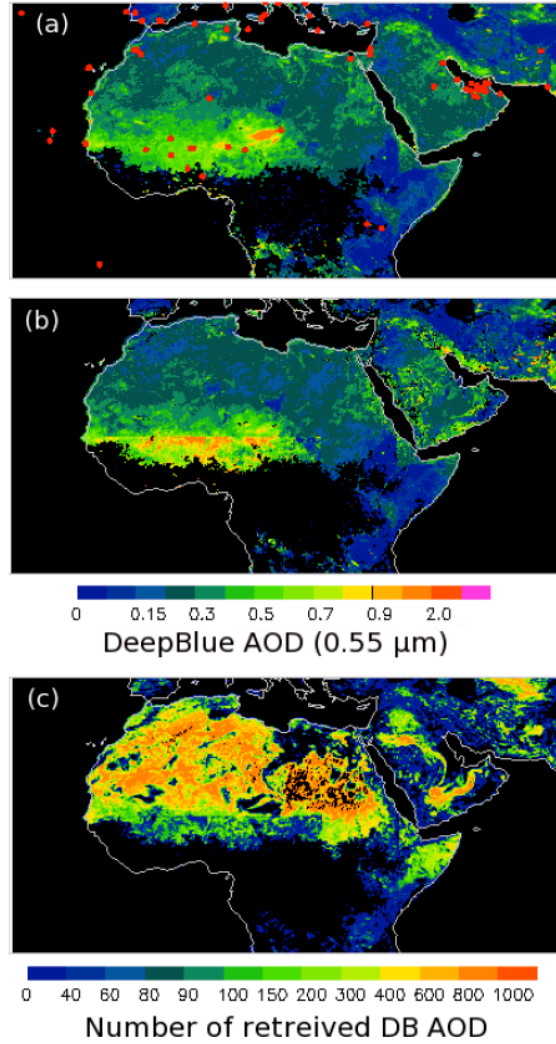 (a)
(b)
0 0.15 0.3 0.5 0.7 0.9 2.0
DeepBlue AOD (0.55 μm)
(c)
0 40 60 80 90 100 150 200 300 400 600 800 1000
Number of retreived DB AOD